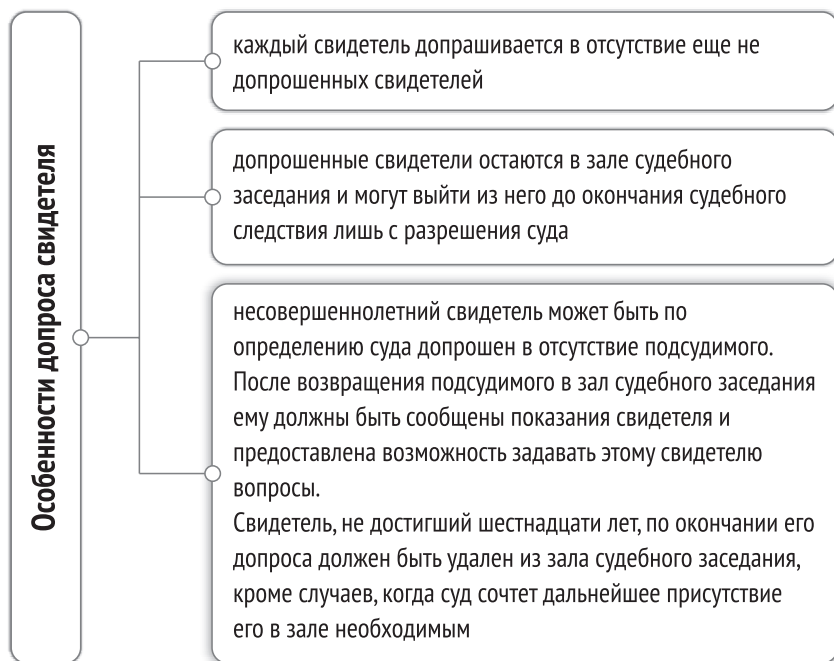 Особенности допроса свидетеля
каждый свидетель допрашивается в отсутствие еще не
допрошенных свидетелей
допрошенные свидетели остаются в зале судебного
заседания и могут выйти из него до окончания судебного
следствия лишь с разрешения суда
несовершеннолетний свидетель может быть по
определению суда допрошен в отсутствие подсудимого.
После возвращения подсудимого в зал судебного заседания
ему должны быть сообщены показания свидетеля и
предоставлена возможность задавать этому свидетелю
вопросы.
Свидетель, не достигший шестнадцати лет, по окончании его
допроса должен быть удален из зала судебного заседания,
кроме случаев, когда суд сочтет дальнейшее присутствие
его в зале необходимым